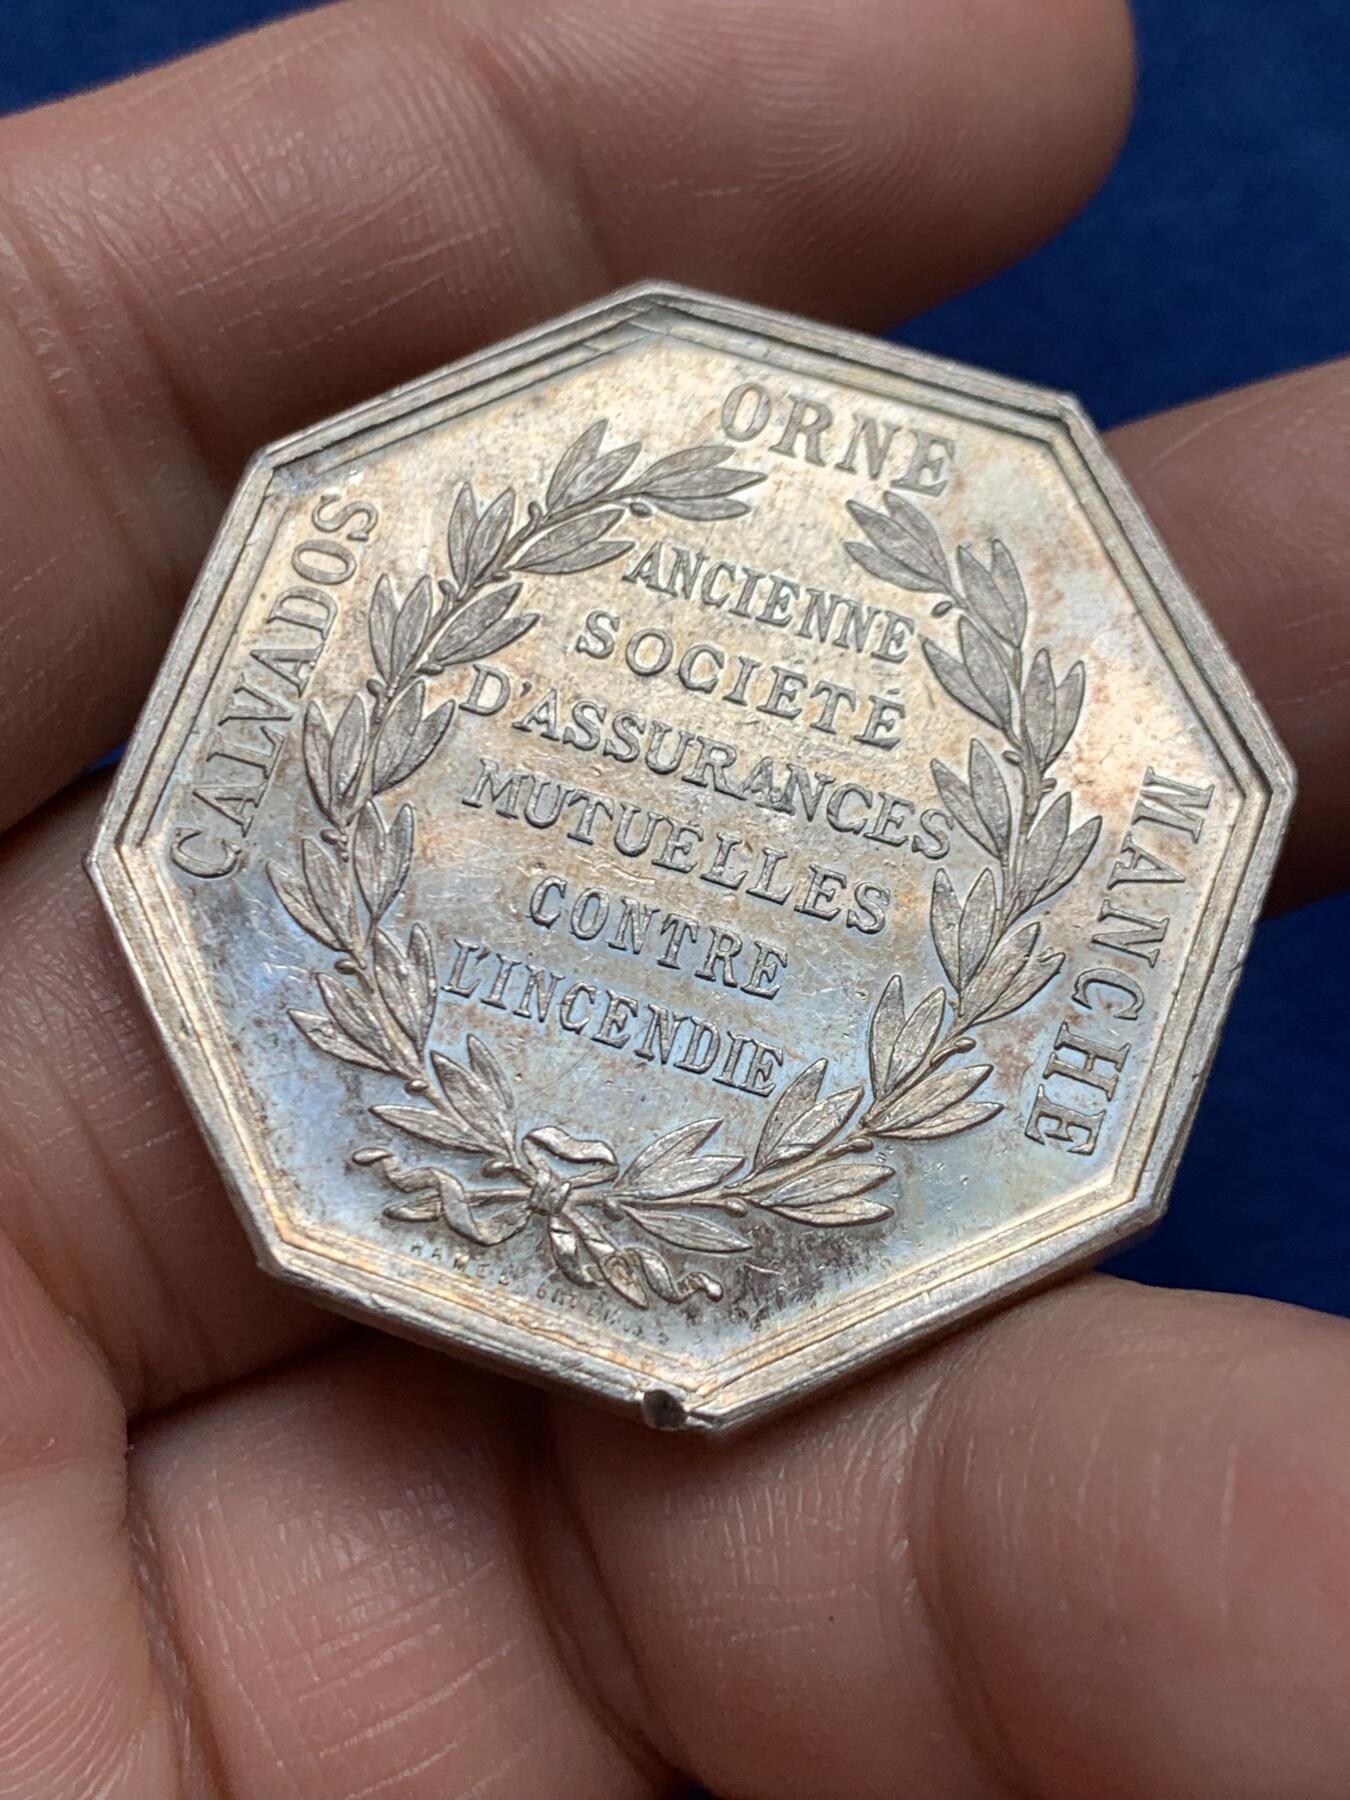 CALVADOS
ORNE
MANCHE
ANCIENNE
SOCIÉTÉ
D'ASSURANCES
MUTUELLES
CONTRE
L'INCENDIE